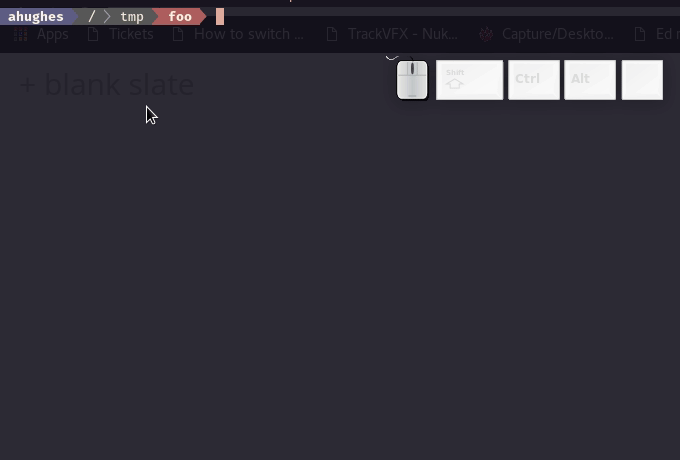 ahughes / tmp foo
Apps Tickets How to switch ... TrackVFX - Nuk... Capture/Deskto... Ed r
+ blank slate
Shift Ctrl Alt